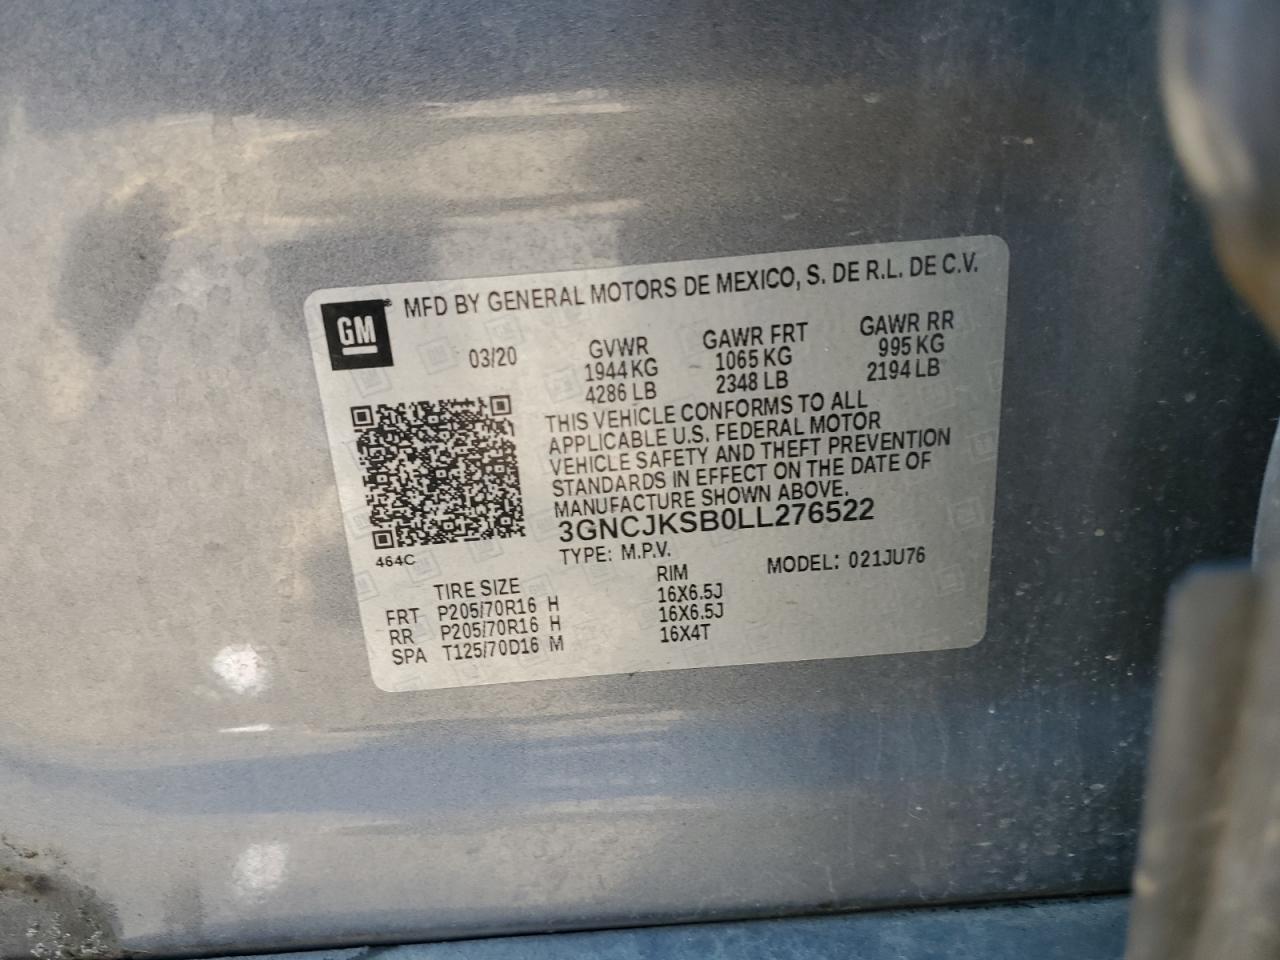 GM® MFD BY GENERAL MOTORS DE MEXICO, S. DE R.L. DE C.V.
03/20 GVWR GAWR FRT GAWR RR
1944 KG 1065 KG 995 KG
4286 LB 2348 LB 2194 LB
THIS VEHICLE CONFORMS TO ALL
APPLICABLE U.S. FEDERAL MOTOR
VEHICLE SAFETY AND THEFT PREVENTION
STANDARDS IN EFFECT ON THE DATE OF
MANUFACTURE SHOWN ABOVE.
3GNCJKSB0LL276522
464C TYPE: M.P.V. MODEL: 021JU76
TIRE SIZE RIM
FRT P205/70R16 H 16X6.5J
RR P205/70R16 H 16X6.5J
SPA T125/70D16 M 16X4T